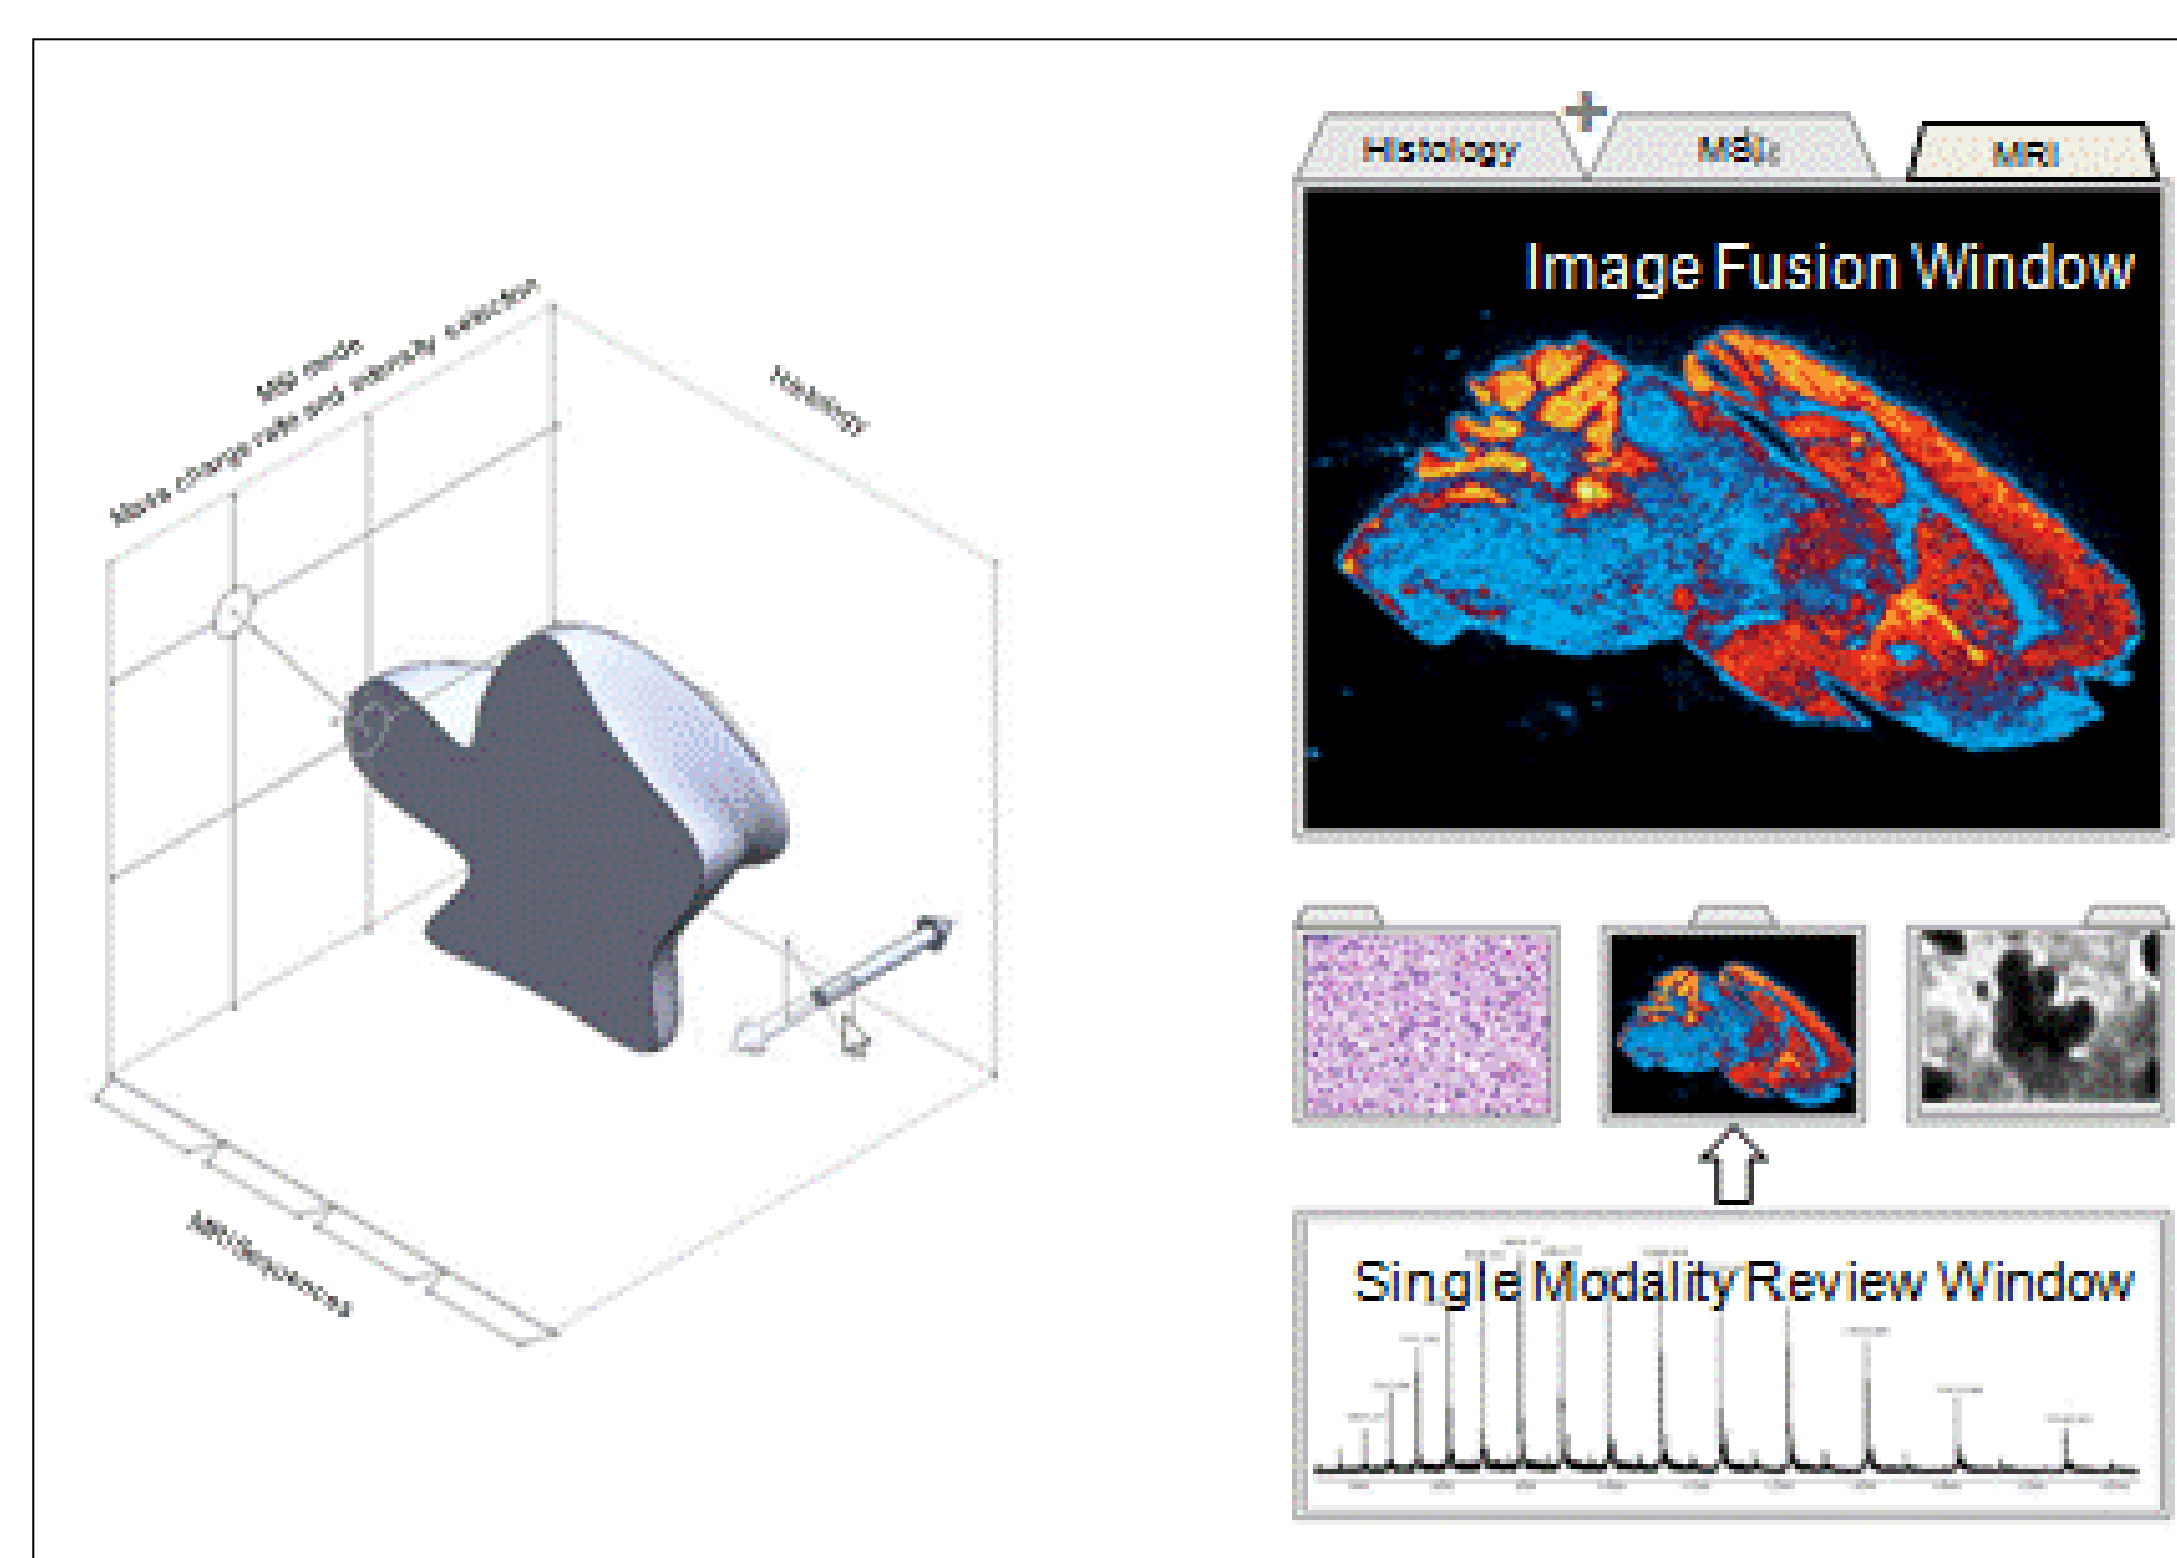 MSI mode
Mass charge ratio and intensity selection
Histology
MRI Sequences
Histology
MSI
MRI
Image Fusion Window
Single Modality Review Window